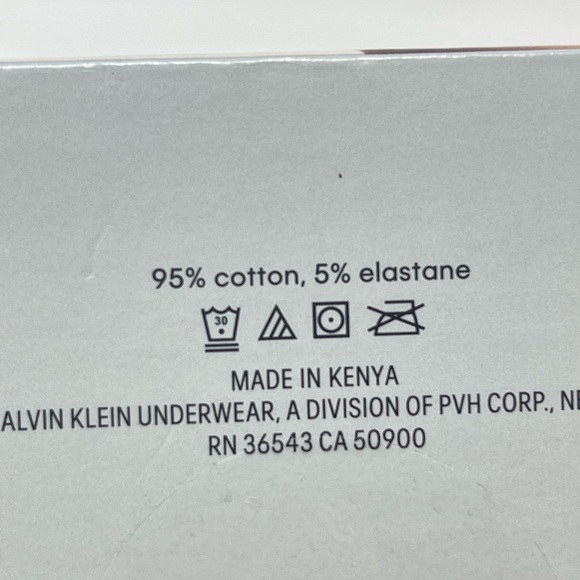 95% cotton, 5% elastane
30
MADE IN KENYA
ALVIN KLEIN UNDERWEAR, A DIVISION OF PVH CORP., NE
RN 36543 CA 50900